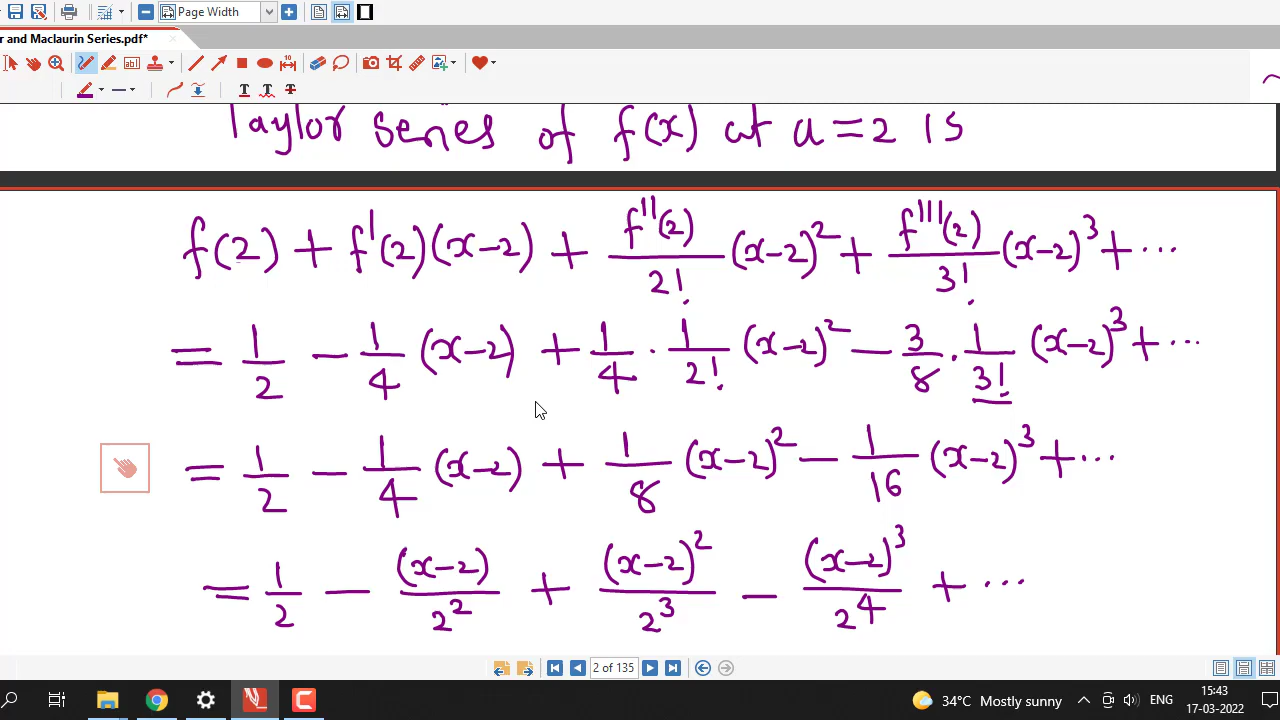 Page Width
r and Maclaurin Series.pdf*
10
Taylor series of f(x) at a=2 is
f(2) + f'(2)(x-2) + f''(2)/2! (x-2)² + f'''(2)/3! (x-2)³ + ...
= 1/2 - 1/4 (x-2) + 1/4 · 1/2! (x-2)² - 3/8 · 1/3! (x-2)³ + ...
= 1/2 - 1/4 (x-2) + 1/8 (x-2)² - 1/16 (x-2)³ + ...
= 1/2 - (x-2)/2² + (x-2)²/2³ - (x-2)³/2⁴ + ...
2 of 135
34°C Mostly sunny ENG 15:43
17-03-2022